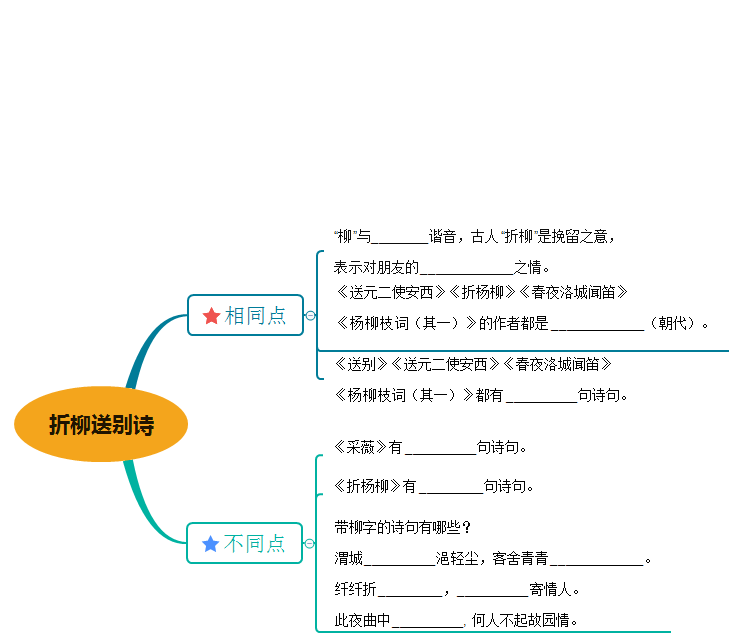 折柳送别诗
相同点
“柳”与________谐音，古人“折柳”是挽留之意，
表示对朋友的_____________之情。
《送元二使安西》《折杨柳》《春夜洛城闻笛》
《杨柳枝词（其一）》的作者都是_____________（朝代）。
《送别》《送元二使安西》《春夜洛城闻笛》
《杨柳枝词（其一）》都有__________句诗句。
不同点
《采薇》有__________句诗句。
《折杨柳》有_________句诗句。
带柳字的诗句有哪些？
渭城__________浥轻尘，客舍青青_____________。
纤纤折_________，__________寄情人。
此夜曲中__________, 何人不起故园情。